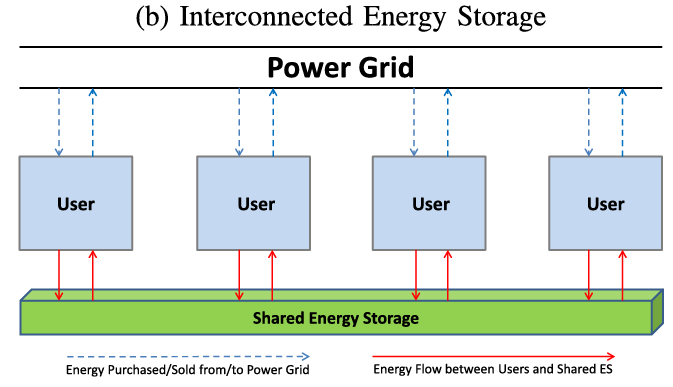 (b) Interconnected Energy Storage
Power Grid
User User User User
Shared Energy Storage
Energy Purchased/Sold from/to Power Grid Energy Flow between Users and Shared ES